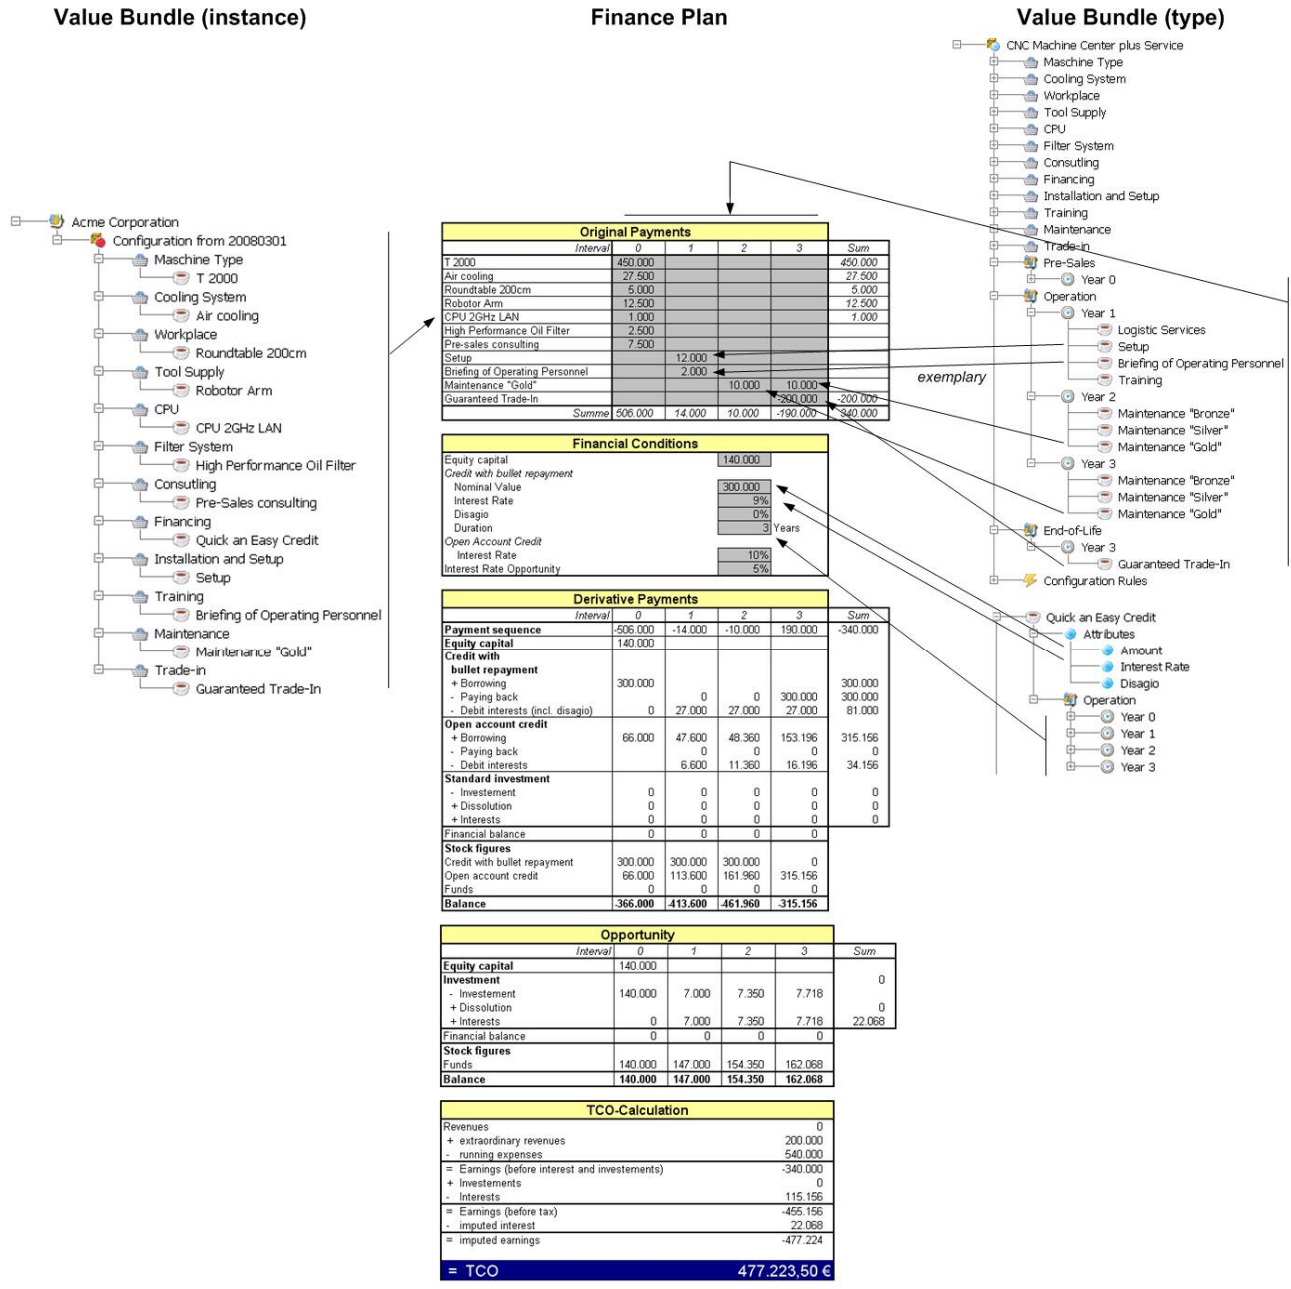 Value Bundle (instance)
Finance Plan
Value Bundle (type)
Acme Corporation
Configuration from 20080301
Maschine Type
T 2000
Cooling System
Air cooling
Workplace
Roundtable 200cm
Tool Supply
Robotor Arm
CPU
CPU 2GHz LAN
Filter System
High Performance Oil Filter
Consutling
Pre-Sales consulting
Financing
Quick an Easy Credit
Installation and Setup
Setup
Training
Briefing of Operating Personnel
Maintenance
Maintenance "Gold"
Trade-in
Guaranteed Trade-In
Original Payments
Interval 0 1 2 3 Sum
T 2000 450.000 450.000
Air cooling 27.500 27.500
Roundtable 200cm 5.000 5.000
Robotor Arm 12.500 12.500
CPU 2GHz LAN 1.000 1.000
High Performance Oil Filter 2.500
Pre-sales consulting 7.500
Setup 12.000
Briefing of Operating Personnel 2.000
Maintenance "Gold" 10.000 10.000
Guaranteed Trade-In -200.000 -200.000
Summe 506.000 14.000 10.000 -190.000 340.000
exemplary
Financial Conditions
Equity capital 140.000
Credit with bullet repayment
Nominal Value 300.000
Interest Rate 9%
Disagio 0%
Duration 3 Years
Open Account Credit
Interest Rate 10%
Interest Rate Opportunity 5%
Derivative Payments
Interval 0 1 2 3 Sum
Payment sequence -506.000 -14.000 -10.000 190.000 -340.000
Equity capital 140.000
Credit with
bullet repayment
+ Borrowing 300.000 300.000
- Paying back 0 0 300.000 300.000
- Debit interests (incl. disagio) 0 27.000 27.000 27.000 81.000
Open account credit
+ Borrowing 66.000 47.600 48.360 153.196 315.156
- Paying back 0 0 0 0
- Debit interests 6.600 11.360 16.196 34.156
Standard investment
- Investement 0 0 0 0 0
+ Dissolution 0 0 0 0 0
+ Interests 0 0 0 0 0
Financial balance 0 0 0 0
Stock figures
Credit with bullet repayment 300.000 300.000 300.000 0
Open account credit 66.000 113.600 161.960 315.156
Funds 0 0 0 0
Balance -366.000 -413.600 -461.960 -315.156
Opportunity
Interval 0 1 2 3 Sum
Equity capital 140.000
Investment 0
- Investement 140.000 7.000 7.350 7.718
+ Dissolution 0
+ Interests 0 7.000 7.350 7.718 22.068
Financial balance 0 0 0 0
Stock figures
Funds 140.000 147.000 154.350 162.068
Balance 140.000 147.000 154.350 162.068
TCO-Calculation
Revenues 0
+ extraordinary revenues 200.000
- running expenses 540.000
= Earnings (before interest and investements) -340.000
+ Investements 0
- Interests 115.156
= Earnings (before tax) -455.156
- imputed interest 22.068
= imputed earnings -477.224
= TCO 477.223,50 €
CNC Machine Center plus Service
Maschine Type
Cooling System
Workplace
Tool Supply
CPU
Filter System
Consutling
Financing
Installation and Setup
Training
Maintenance
Trade-in
Pre-Sales
Year 0
Operation
Year 1
Logistic Services
Setup
Briefing of Operating Personnel
Training
Year 2
Maintenance "Bronze"
Maintenance "Silver"
Maintenance "Gold"
Year 3
Maintenance "Bronze"
Maintenance "Silver"
Maintenance "Gold"
End-of-Life
Year 3
Guaranteed Trade-In
Configuration Rules
Quick an Easy Credit
Attributes
Amount
Interest Rate
Disagio
Operation
Year 0
Year 1
Year 2
Year 3